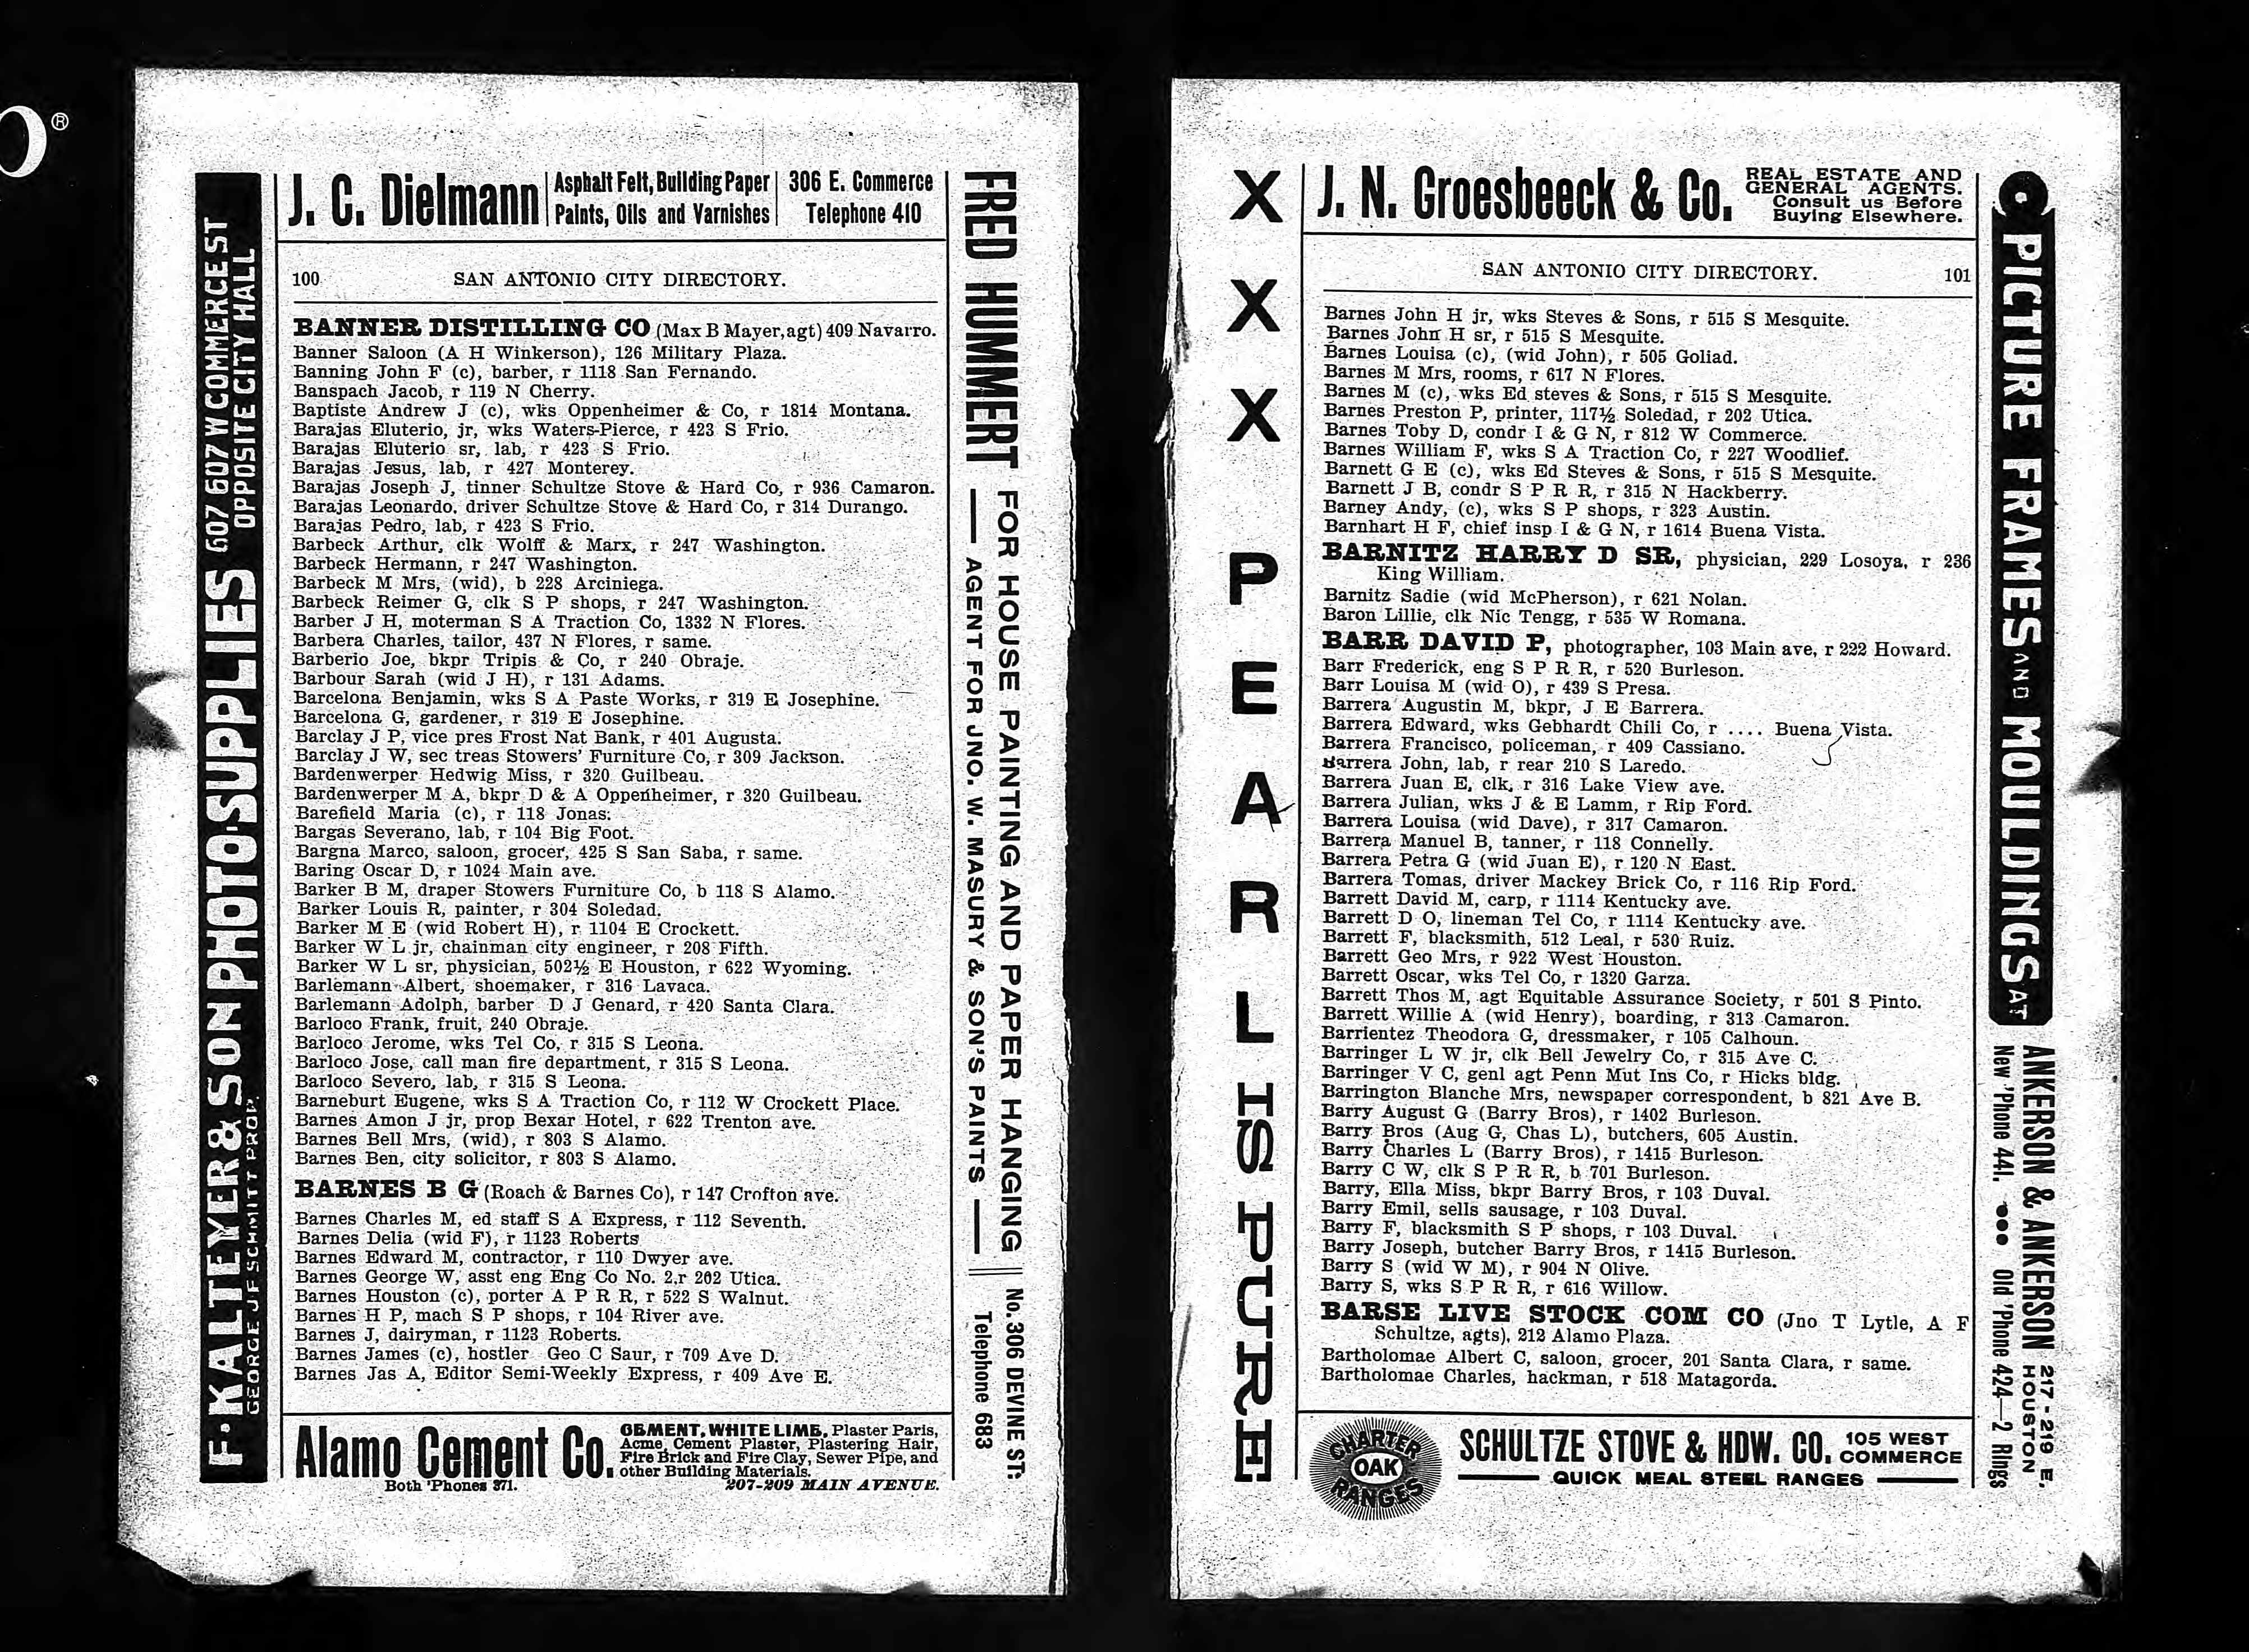 ®
F. KALTEYER & SON PHOTO-SUPPLIES 607 607 W COMMERCE ST
OPPOSITE CITY HALL
GEORGE J F SCHMITT PROP.
J. C. Dielmann
Asphalt Felt, Building Paper
Paints, Oils and Varnishes
306 E. Commerce
Telephone 410
100 SAN ANTONIO CITY DIRECTORY.
BANNER DISTILLING CO (Max B Mayer, agt) 409 Navarro.
Banner Saloon (A H Winkerson), 126 Military Plaza.
Banning John F (c), barber, r 1118 San Fernando.
Banspach Jacob, r 119 N Cherry.
Baptiste Andrew J (c), wks Oppenheimer & Co, r 1814 Montana.
Barajas Eluterio, jr, wks Waters-Pierce, r 423 S Frio.
Barajas Eluterio sr, lab, r 423 S Frio.
Barajas Jesus, lab, r 427 Monterey.
Barajas Joseph J, tinner Schultze Stove & Hard Co, r 936 Camaron.
Barajas Leonardo. driver Schultze Stove & Hard Co, r 314 Durango.
Barajas Pedro, lab, r 423 S Frio.
Barbeck Arthur, clk Wolff & Marx, r 247 Washington.
Barbeck Hermann, r 247 Washington.
Barbeck M Mrs, (wid), b 228 Arciniega.
Barbeck Reimer G, clk S P shops, r 247 Washington.
Barber J H, moterman S A Traction Co, 1332 N Flores.
Barbera Charles, tailor, 437 N Flores, r same.
Barberio Joe, bkpr Tripis & Co, r 240 Obraje.
Barbour Sarah (wid J H), r 131 Adams.
Barcelona Benjamin, wks S A Paste Works, r 319 E Josephine.
Barcelona G, gardener, r 319 E Josephine.
Barclay J P, vice pres Frost Nat Bank, r 401 Augusta.
Barclay J W, sec treas Stowers' Furniture Co, r 309 Jackson.
Bardenwerper Hedwig Miss, r 320 Guilbeau.
Bardenwerper M A, bkpr D & A Oppenheimer, r 320 Guilbeau.
Barefield Maria (c), r 118 Jonas.
Bargas Severano, lab, r 104 Big Foot.
Bargna Marco, saloon, grocer, 425 S San Saba, r same.
Baring Oscar D, r 1024 Main ave.
Barker B M, draper Stowers Furniture Co, b 118 S Alamo.
Barker Louis R, painter, r 304 Soledad.
Barker M E (wid Robert H), r 1104 E Crockett.
Barker W L jr, chainman city engineer, r 208 Fifth.
Barker W L sr, physician, 502½ E Houston, r 622 Wyoming.
Barlemann Albert, shoemaker, r 316 Lavaca.
Barlemann Adolph, barber D J Genard, r 420 Santa Clara.
Barloco Frank, fruit, 240 Obraje.
Barloco Jerome, wks Tel Co, r 315 S Leona.
Barloco Jose, call man fire department, r 315 S Leona.
Barloco Severo, lab, r 315 S Leona.
Barneburt Eugene, wks S A Traction Co, r 112 W Crockett Place.
Barnes Amon J jr, prop Bexar Hotel, r 622 Trenton ave.
Barnes Bell Mrs, (wid), r 803 S Alamo.
Barnes Ben, city solicitor, r 803 S Alamo.
BARNES B G (Roach & Barnes Co), r 147 Crofton ave.
Barnes Charles M, ed staff S A Express, r 112 Seventh.
Barnes Delia (wid F), r 1123 Roberts
Barnes Edward M, contractor, r 110 Dwyer ave.
Barnes George W, asst eng Eng Co No. 2, r 202 Utica.
Barnes Houston (c), porter A P R R, r 522 S Walnut.
Barnes H P, mach S P shops, r 104 River ave.
Barnes J, dairyman, r 1123 Roberts.
Barnes James (c), hostler Geo C Saur, r 709 Ave D.
Barnes Jas A, Editor Semi-Weekly Express, r 409 Ave E.
Alamo Cement Co.
Both 'Phones 371.
CEMENT, WHITE LIME, Plaster Paris,
Acme Cement Plaster, Plastering Hair,
Fire Brick and Fire Clay, Sewer Pipe, and
other Building Materials.
207-209 MAIN AVENUE.
FRED HUMMERT FOR HOUSE PAINTING AND PAPER HANGING
AGENT FOR JNO. W. MASURY & SON'S PAINTS
No. 306 DEVINE ST.
Telephone 683
XXX PEARL IS PURE
J. N. Groesbeeck & Co.
REAL ESTATE AND
GENERAL AGENTS.
Consult us Before
Buying Elsewhere.
SAN ANTONIO CITY DIRECTORY. 101
Barnes John H jr, wks Steves & Sons, r 515 S Mesquite.
Barnes John H sr, r 515 S Mesquite.
Barnes Louisa (c), (wid John), r 505 Goliad.
Barnes M Mrs, rooms, r 617 N Flores.
Barnes M (c), wks Ed steves & Sons, r 515 S Mesquite.
Barnes Preston P, printer, 117½ Soledad, r 202 Utica.
Barnes Toby D, condr I & G N, r 812 W Commerce.
Barnes William F, wks S A Traction Co, r 227 Woodlief.
Barnett G E (c), wks Ed Steves & Sons, r 515 S Mesquite.
Barnett J B, condr S P R R, r 315 N Hackberry.
Barney Andy, (c), wks S P shops, r 323 Austin.
Barnhart H F, chief insp I & G N, r 1614 Buena Vista.
BARNITZ HARRY D SR, physician, 229 Losoya, r 236
King William.
Barnitz Sadie (wid McPherson), r 621 Nolan.
Baron Lillie, clk Nic Tengg, r 535 W Romana.
BARR DAVID P, photographer, 103 Main ave, r 222 Howard.
Barr Frederick, eng S P R R, r 520 Burleson.
Barr Louisa M (wid O), r 439 S Presa.
Barrera Augustin M, bkpr, J E Barrera.
Barrera Edward, wks Gebhardt Chili Co, r .... Buena Vista.
Barrera Francisco, policeman, r 409 Cassiano.
Barrera John, lab, r rear 210 S Laredo.
Barrera Juan E, clk, r 316 Lake View ave.
Barrera Julian, wks J & E Lamm, r Rip Ford.
Barrera Louisa (wid Dave), r 317 Camaron.
Barrera Manuel B, tanner, r 118 Connelly.
Barrera Petra G (wid Juan E), r 120 N East.
Barrera Tomas, driver Mackey Brick Co, r 116 Rip Ford.
Barrett David M, carp, r 1114 Kentucky ave.
Barrett D O, lineman Tel Co, r 1114 Kentucky ave.
Barrett F, blacksmith, 512 Leal, r 530 Ruiz.
Barrett Geo Mrs, r 922 West Houston.
Barrett Oscar, wks Tel Co, r 1320 Garza.
Barrett Thos M, agt Equitable Assurance Society, r 501 S Pinto.
Barrett Willie A (wid Henry), boarding, r 313 Camaron.
Barrientez Theodora G, dressmaker, r 105 Calhoun.
Barringer L W jr, clk Bell Jewelry Co, r 315 Ave C.
Barringer V C, genl agt Penn Mut Ins Co, r Hicks bldg.
Barrington Blanche Mrs, newspaper correspondent, b 821 Ave B.
Barry August G (Barry Bros), r 1402 Burleson.
Barry Bros (Aug G, Chas L), butchers, 605 Austin.
Barry Charles L (Barry Bros), r 1415 Burleson.
Barry C W, clk S P R R, b 701 Burleson.
Barry, Ella Miss, bkpr Barry Bros, r 103 Duval.
Barry Emil, sells sausage, r 103 Duval.
Barry F, blacksmith S P shops, r 103 Duval.
Barry Joseph, butcher Barry Bros, r 1415 Burleson.
Barry S (wid W M), r 904 N Olive.
Barry S, wks S P R R, r 616 Willow.
BARSE LIVE STOCK COM CO (Jno T Lytle, A F
Schultze, agts), 212 Alamo Plaza.
Bartholomae Albert C, saloon, grocer, 201 Santa Clara, r same.
Bartholomae Charles, hackman, r 518 Matagorda.
CHARTER
OAK
RANGES
SCHULTZE STOVE & HDW. CO.
105 WEST
COMMERCE
QUICK MEAL STEEL RANGES
PICTURE FRAMES AND MOULDINGS AT
ANKERSON & ANKERSON 217-219 E. HOUSTON
New 'Phone 441. Old 'Phone 424—2 Rings